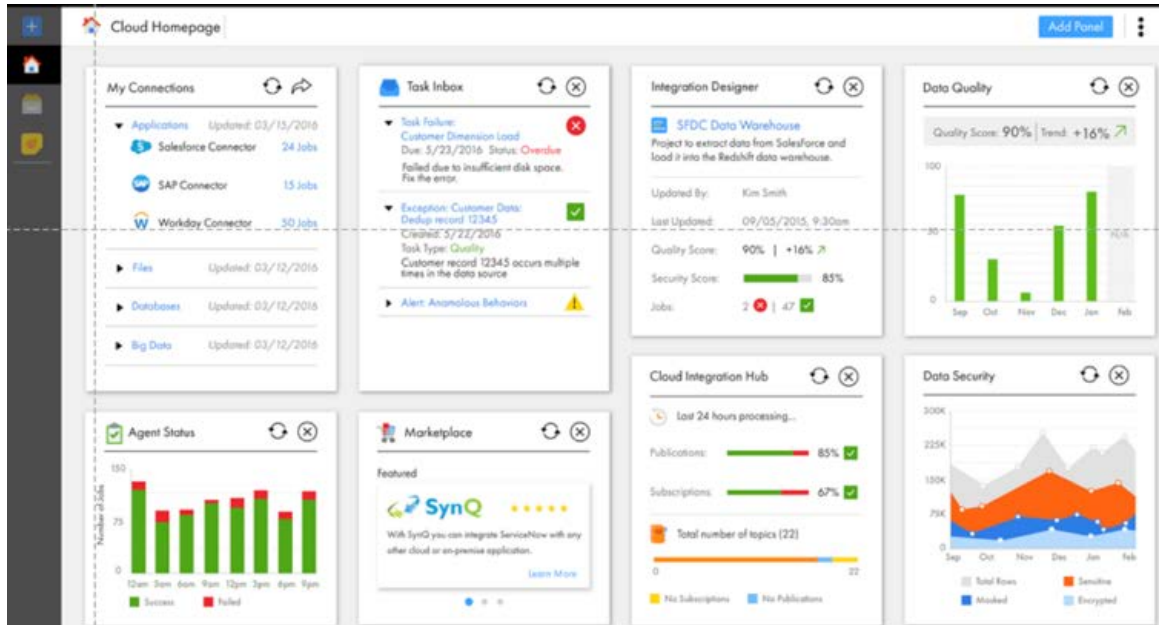 Cloud Homepage
Add Panel
My Connections
Applications Updated: 03/15/2016
Salesforce Connector 24 Jobs
SAP
SAP Connector 15 Jobs
Workday Connector 50 Jobs
Files Updated: 03/12/2016
Databases Updated: 03/12/2016
Big Data Updated: 03/12/2016
Task Inbox
Task Failure:
Customer Dimension Load
Due: 5/23/2016 Status: Overdue
Failed due to insufficient disk space.
Fix the error.
Exception: Customer Data:
Dedup record 12345
Created: 5/22/2016
Task Type: Quality
Customer record 12345 occurs multiple
times in the data source
Alert: Anamolous Behaviors
Integration Designer
SFDC Data Warehouse
Project to extract data from SalesForce and
load it into the Redshift data warehouse.
Updated By: Kim Smith
Last Updated: 09/05/2015, 9:30am
Quality Score: 90% | +16%
Security Score: 85%
Jobs: 2 | 47
Data Quality
Quality Score: 90% | Trend: +16%
100
50
N/A
0
Sep Oct Nov Dec Jan Feb
Agent Status
Number of Jobs
150
75
0
12am 3am 6am 9am 12pm 3pm 6pm 9pm
Success Failed
Marketplace
Featured
SynQ
With SynQ you can integrate ServiceNow with any
other cloud or on-premise application.
Learn More
Cloud Integration Hub
Last 24 hours processing...
Publications: 85%
Subscriptions: 67%
Total number of topics (22)
0 22
No Subscriptions No Publications
Data Security
300K
225K
150K
75K
0
Sep Oct Nov Dec Jan Feb
Total Rows Sensitive
Masked Encrypted